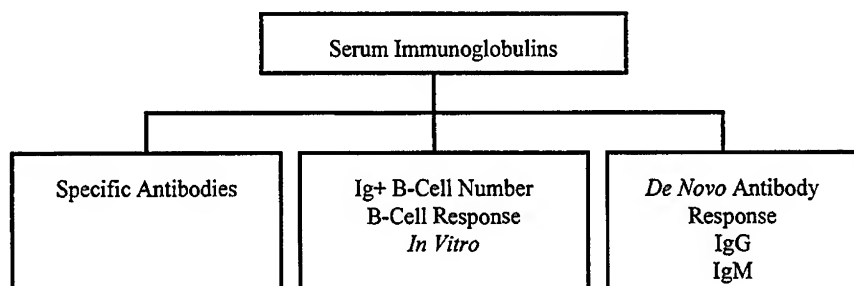 Serum Immunoglobulins
Specific Antibodies
Ig+ B-Cell Number
B-Cell Response
In Vitro
De Novo Antibody
Response
IgG
IgM